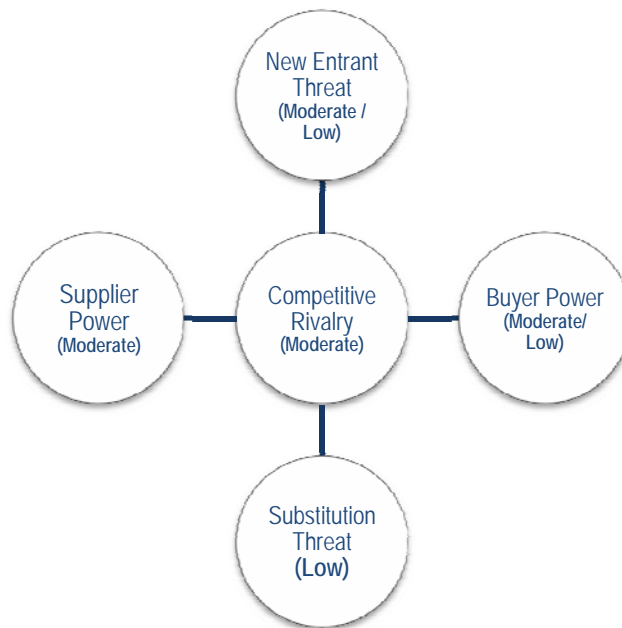 New Entrant
Threat
(Moderate /
Low)
Supplier
Power
(Moderate)
Competitive
Rivalry
(Moderate)
Buyer Power
(Moderate/
Low)
Substitution
Threat
(Low)